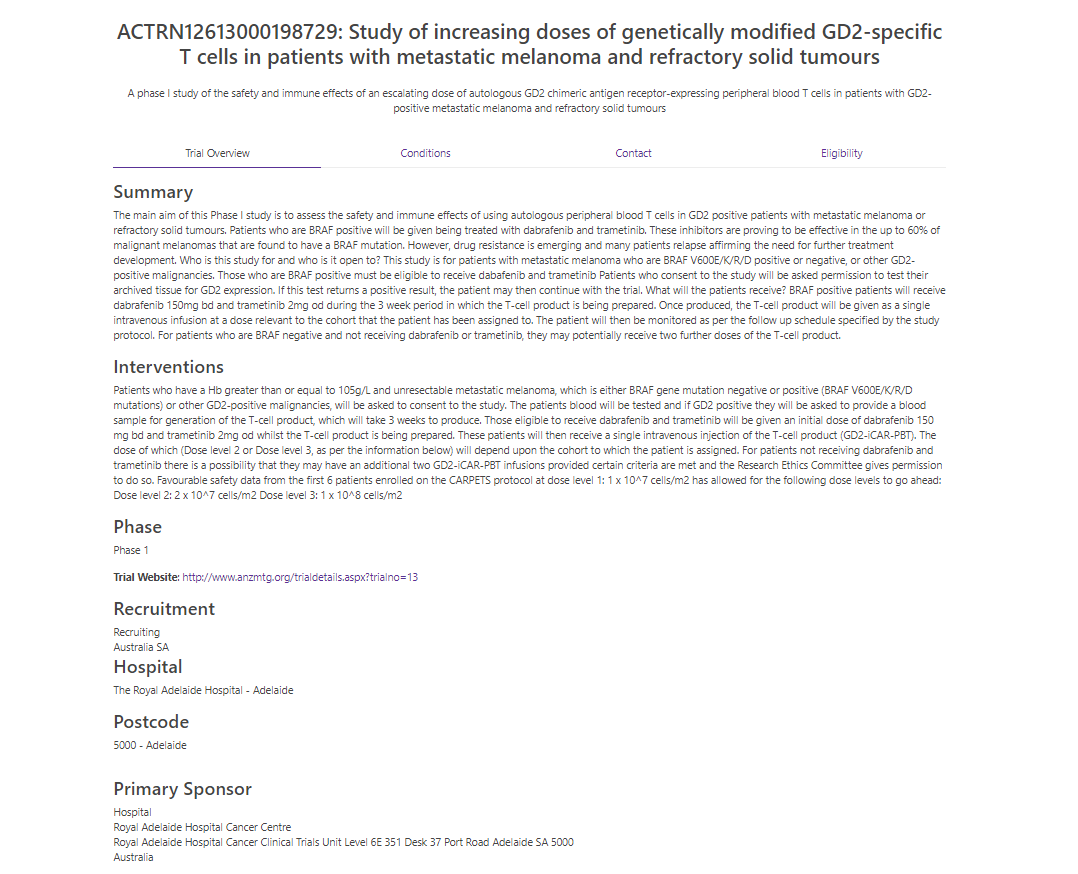 ACTRN12613000198729: Study of increasing doses of genetically modified GD2-specific
T cells in patients with metastatic melanoma and refractory solid tumours
A phase I study of the safety and immune effects of an escalating dose of autologous GD2 chimeric antigen receptor-expressing peripheral blood T cells in patients with GD2-
positive metastatic melanoma and refractory solid tumours
Trial Overview
Conditions
Contact
Eligibility
Summary
The main aim of this Phase I study is to assess the safety and immune effects of using autologous peripheral blood T cells in GD2 positive patients with metastatic melanoma or
refractory solid tumours. Patients who are BRAF positive will be given being treated with dabrafenib and trametinib. These inhibitors are proving to be effective in the up to 60% of
malignant melanomas that are found to have a BRAF mutation. However, drug resistance is emerging and many patients relapse affirming the need for further treatment
development. Who is this study for and who is it open to? This study is for patients with metastatic melanoma who are BRAF V600E/K/R/D positive or negative, or other GD2-
positive malignancies. Those who are BRAF positive must be eligible to receive dabafenib and trametinib Patients who consent to the study will be asked permission to test their
archived tissue for GD2 expression. If this test returns a positive result, the patient may then continue with the trial. What will the patients receive? BRAF positive patients will receive
dabrafenib 150mg bd and trametinib 2mg od during the 3 week period in which the T-cell product is being prepared. Once produced, the T-cell product will be given as a single
intravenous infusion at a dose relevant to the cohort that the patient has been assigned to. The patient will then be monitored as per the follow up schedule specified by the study
protocol. For patients who are BRAF negative and not receiving dabrafenib or trametinib, they may potentially receive two further doses of the T-cell product.
Interventions
Patients who have a Hb greater than or equal to 105g/L and unresectable metastatic melanoma, which is either BRAF gene mutation negative or positive (BRAF V600E/K/R/D
mutations) or other GD2-positive malignancies, will be asked to consent to the study. The patients blood will be tested and if GD2 positive they will be asked to provide a blood
sample for generation of the T-cell product, which will take 3 weeks to produce. Those eligible to receive dabrafenib and trametinib will be given an initial dose of dabrafenib 150
mg bd and trametinib 2mg od whilst the T-cell product is being prepared. These patients will then receive a single intravenous injection of the T-cell product (GD2-iCAR-PBT). The
dose of which (Dose level 2 or Dose level 3, as per the information below) will depend upon the cohort to which the patient is assigned. For patients not receiving dabrafenib and
trametinib there is a possibility that they may have an additional two GD2-iCAR-PBT infusions provided certain criteria are met and the Research Ethics Committee gives permission
to do so. Favourable safety data from the first 6 patients enrolled on the CARPETS protocol at dose level 1: 1 x 10^7 cells/m2 has allowed for the following dose levels to go ahead:
Dose level 2: 2 x 10^7 cells/m2 Dose level 3: 1 x 10^8 cells/m2
Phase
Phase 1
Trial Website: http://www.anzmtg.org/trialdetails.aspx?trialno=13
Recruitment
Recruiting
Australia SA
Hospital
The Royal Adelaide Hospital - Adelaide
Postcode
5000 - Adelaide
Primary Sponsor
Hospital
Royal Adelaide Hospital Cancer Centre
Royal Adelaide Hospital Cancer Clinical Trials Unit Level 6E 351 Desk 37 Port Road Adelaide SA 5000
Australia